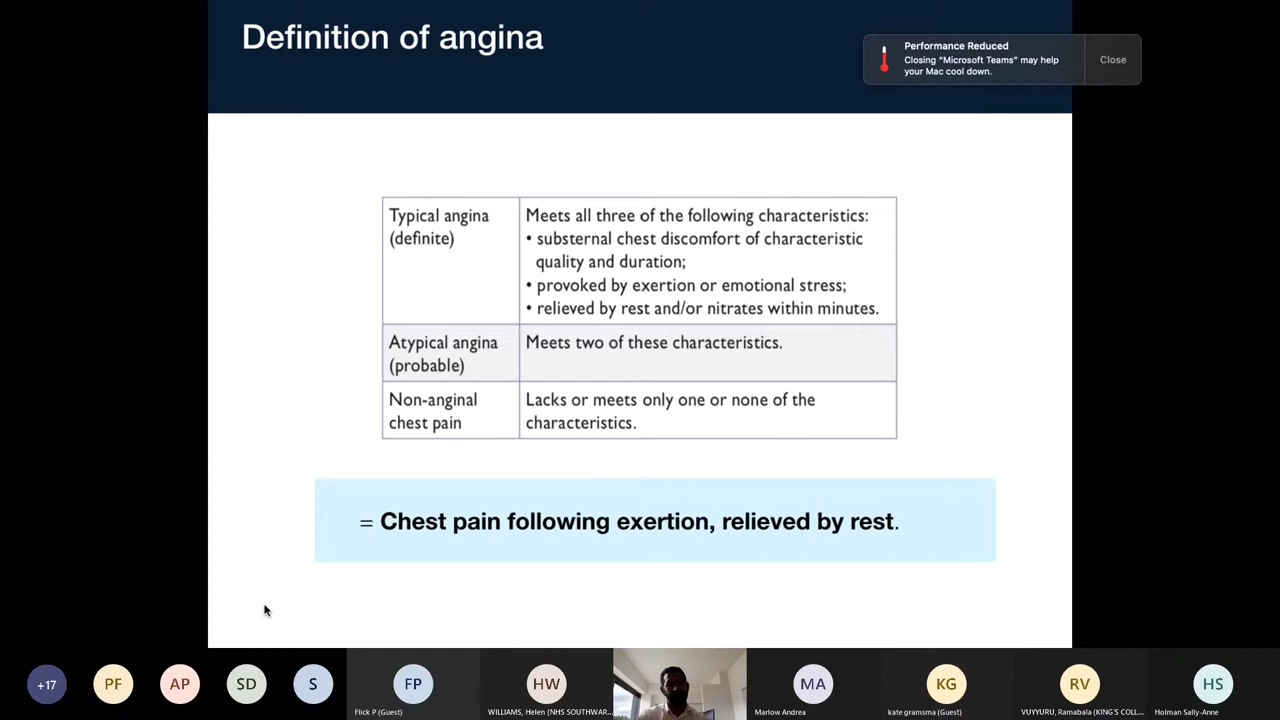 Definition of angina
Performance Reduced
Closing “Microsoft Teams” may help
your Mac cool down.
Close
Typical angina
(definite)
Meets all three of the following characteristics:
• substernal chest discomfort of characteristic
quality and duration;
• provoked by exertion or emotional stress;
• relieved by rest and/or nitrates within minutes.
Atypical angina
(probable)
Meets two of these characteristics.
Non-anginal
chest pain
Lacks or meets only one or none of the
characteristics.
= Chest pain following exertion, relieved by rest.
+17
PF
AP
SD
S
FP
Flick P (Guest)
HW
WILLIAMS, Helen (NHS SOUTHWAR...
MA
Marlow Andrea
KG
kate gramsma (Guest)
RV
VUYYURU, Ramabala (KING'S COLL...
HS
Holman Sally-Anne